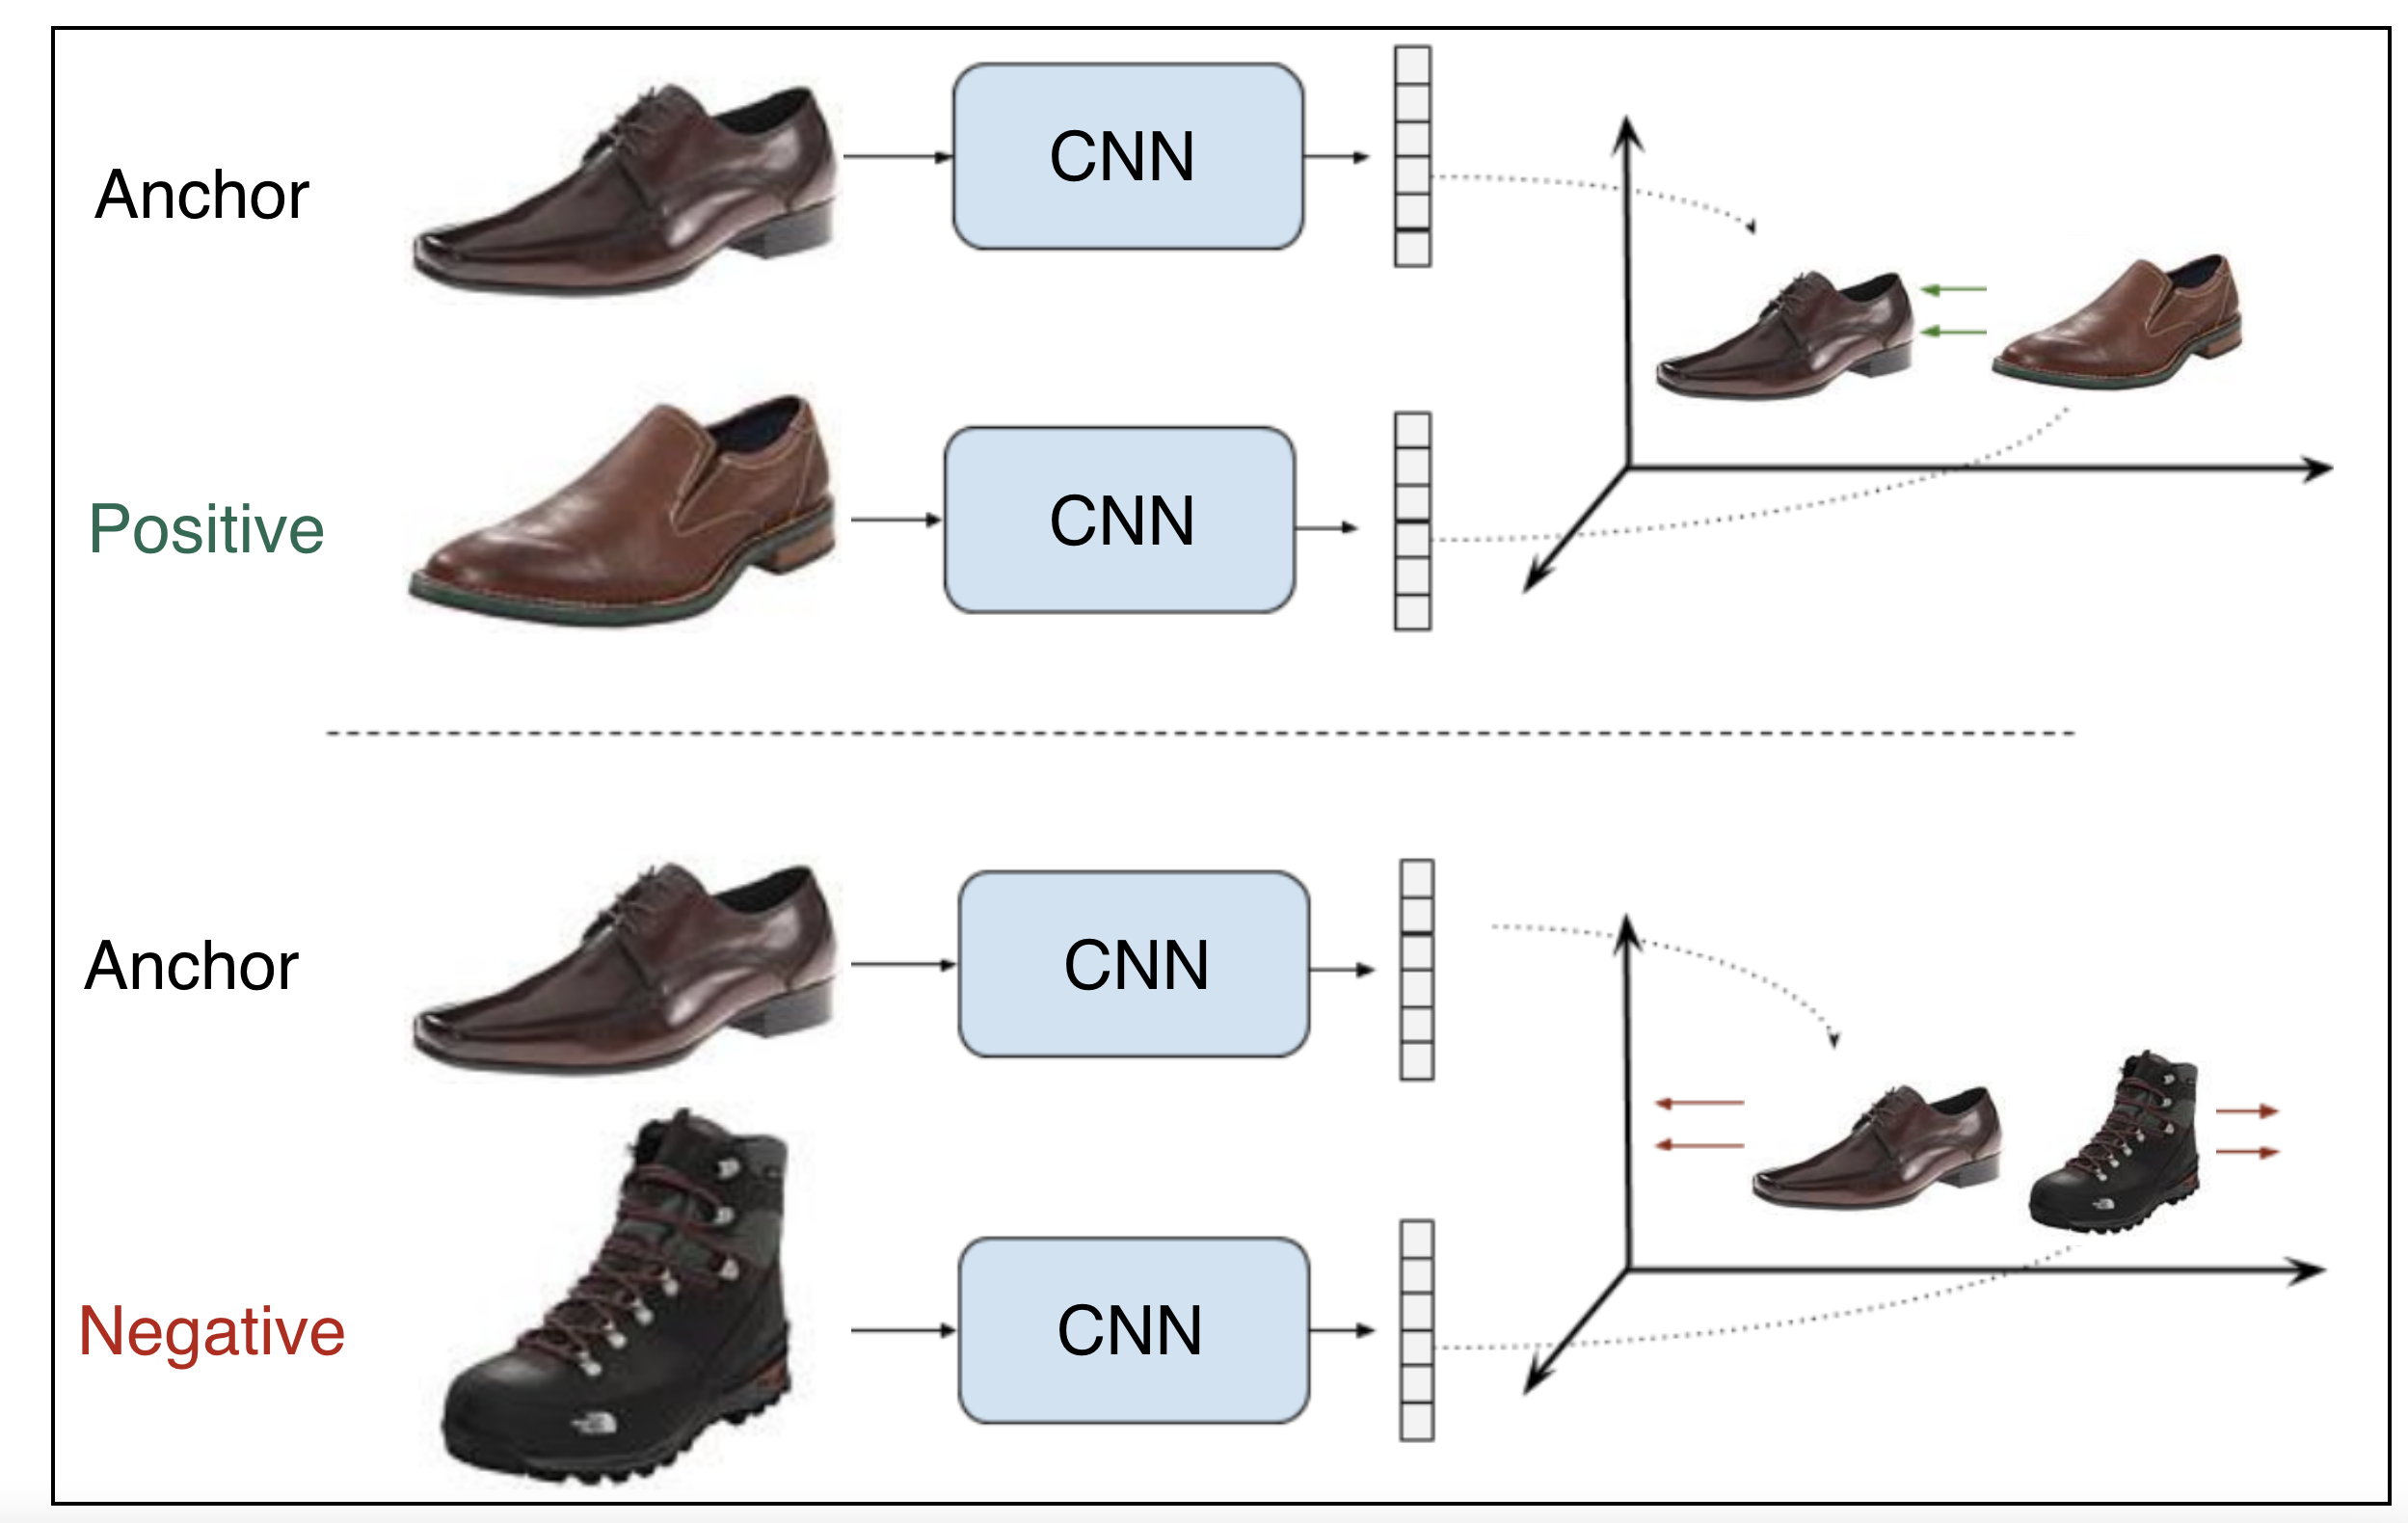 Anchor
CNN
Positive
CNN
Anchor
CNN
Negative
CNN